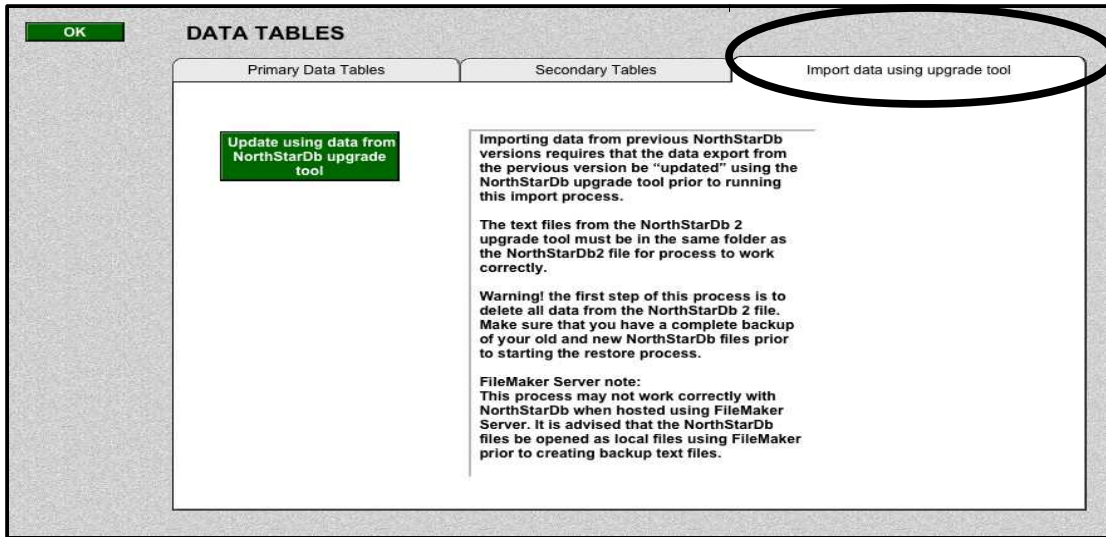 OK
DATA TABLES
Primary Data Tables
Secondary Tables
Import data using upgrade tool
Update using data from
NorthStarDb upgrade
tool
Importing data from previous NorthStarDb
versions requires that the data export from
the pervious version be “updated” using the
NorthStarDb upgrade tool prior to running
this import process.
The text files from the NorthStarDb 2
upgrade tool must be in the same folder as
the NorthStarDb2 file for process to work
correctly.
Warning! the first step of this process is to
delete all data from the NorthStarDb 2 file.
Make sure that you have a complete backup
of your old and new NorthStarDb files prior
to starting the restore process.
FileMaker Server note:
This process may not work correctly with
NorthStarDb when hosted using FileMaker
Server. It is advised that the NorthStarDb
files be opened as local files using FileMaker
prior to creating backup text files.